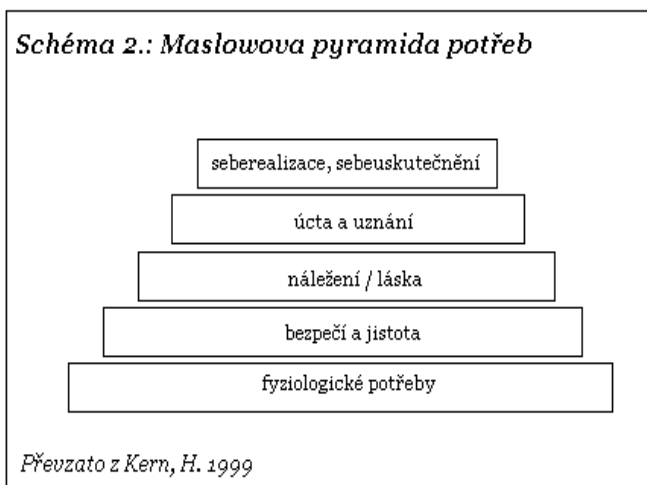 Schéma 2.: Maslowova pyramida potřeb
seberealizace, sebeuskutečnění
úcta a uznání
náležení / láska
bezpečí a jistota
fyziologické potřeby
Převzato z Kern, H. 1999